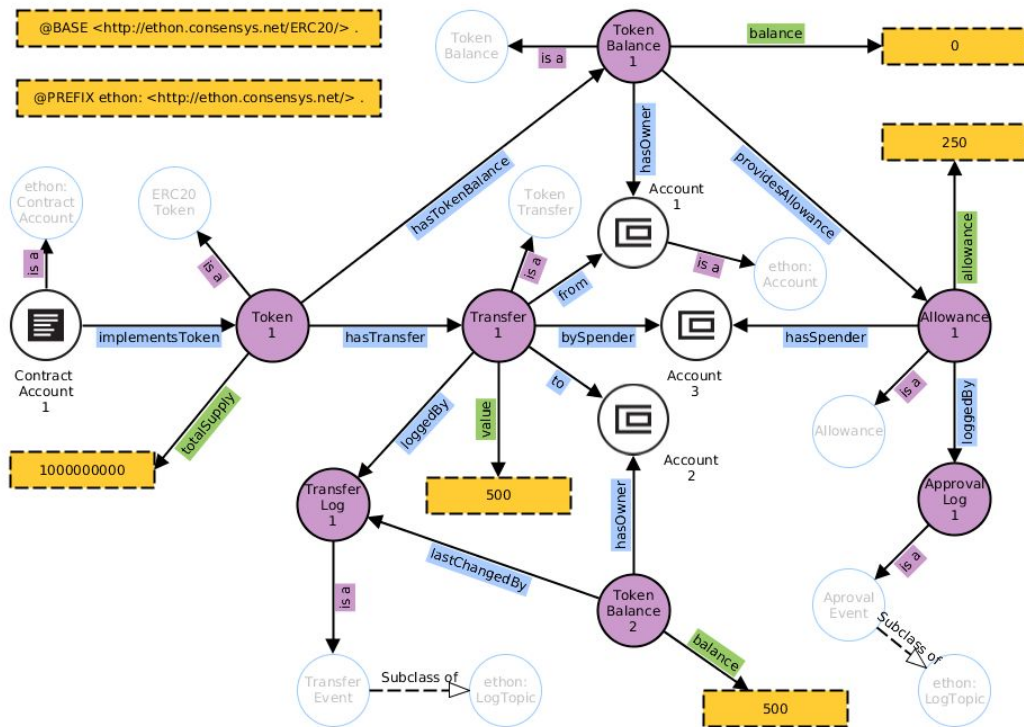 @BASE <http://ethon.consensys.net/ERC20/> .
@PREFIX ethon: <http://ethon.consensys.net/> .
Token
Balance
is a
Token
Balance
1
balance
0
250
hasOwner
providesAllowance
allowance
ethon:
Contract
Account
ERC20
Token
hasTokenBalance
Token
Transfer
Account
1
is a
is a
is a
from
is a
ethon:
Account
Token
1
Transfer
1
Allowance
1
implementsToken
hasTransfer
bySpender
hasSpender
Contract
Account
1
Account
3
to
is a
totalSupply
loggedBy
value
loggedBy
Allowance
Account
2
1000000000
500
Transfer
Log
1
Approval
Log
1
hasOwner
lastChangedBy
is a
is a
Token
Balance
2
Aproval
Event
Subclass of
balance
Transfer
Event
Subclass of
ethon:
LogTopic
ethon:
LogTopic
500